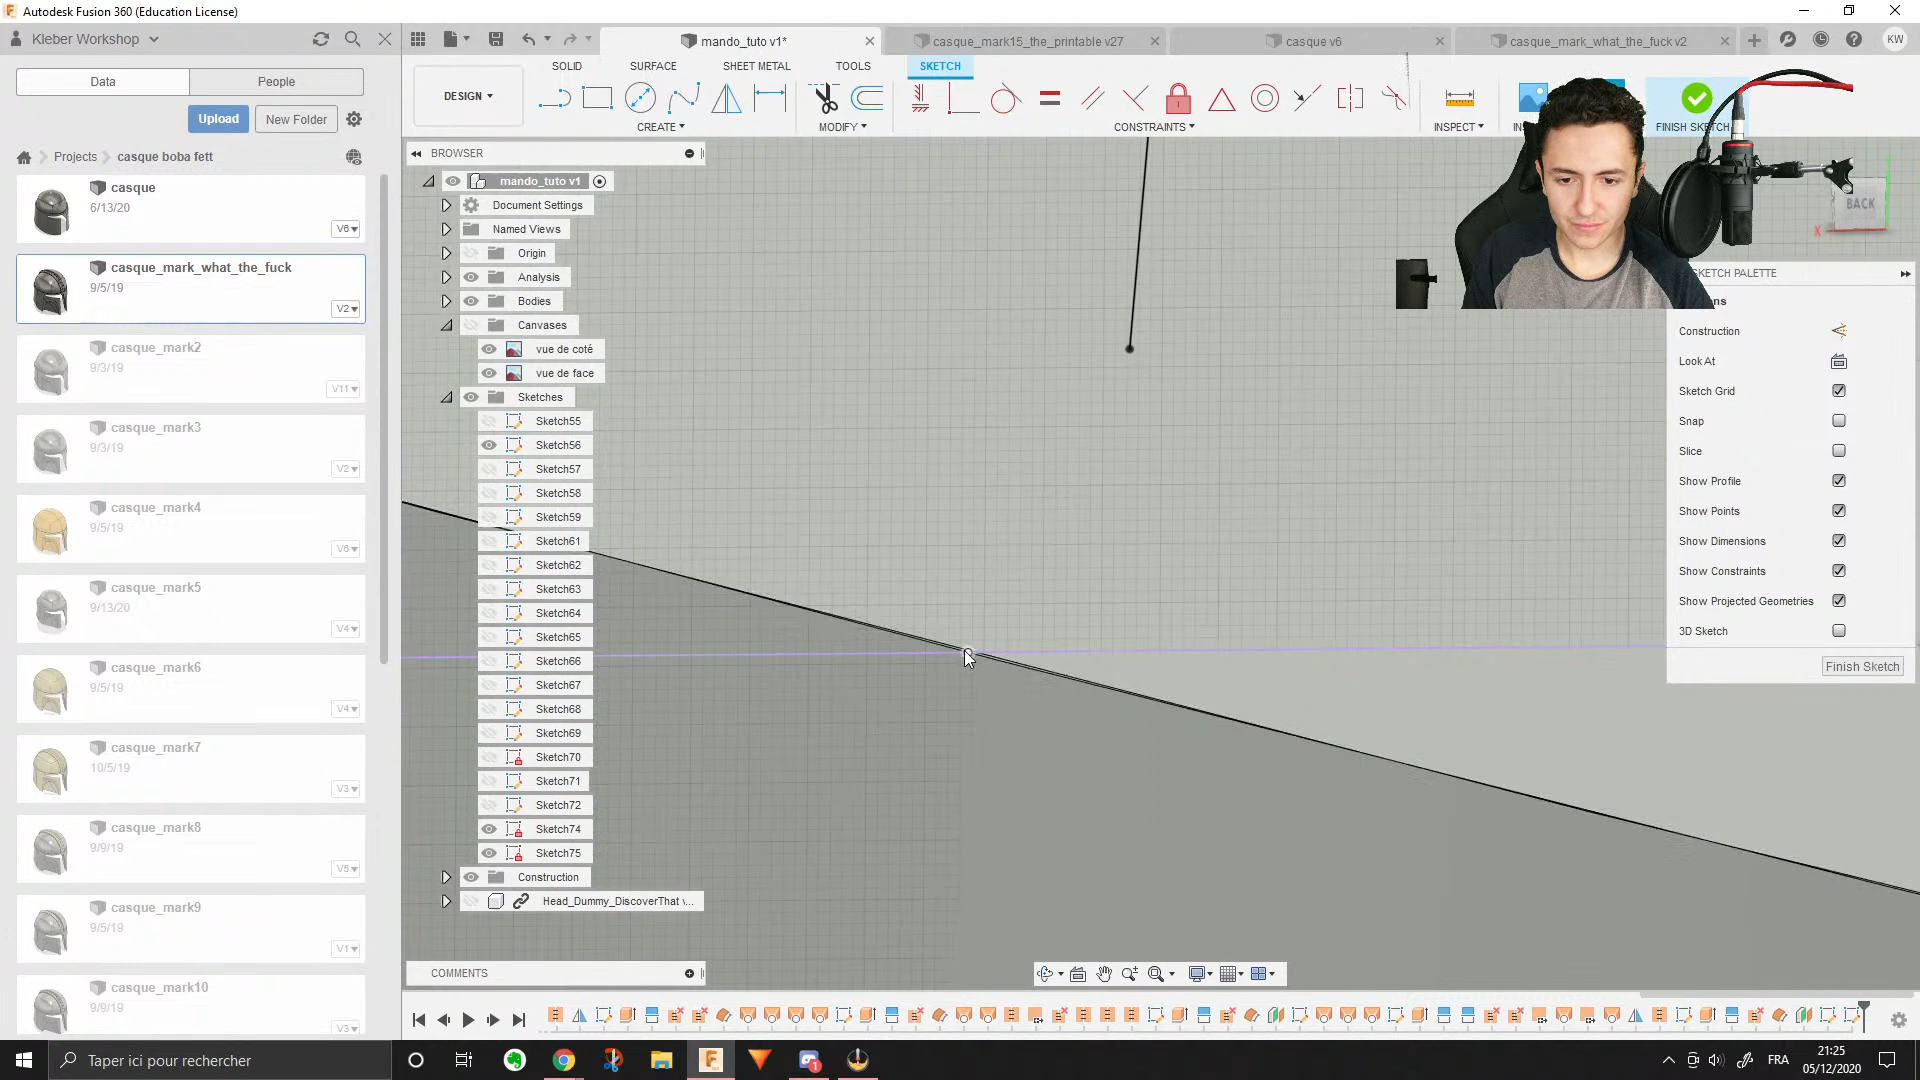 Autodesk Fusion 360 (Education License)
Kleber Workshop
Data
People
Upload
New Folder
Projects
casque boba fett
casque
6/13/20
V6
casque_mark_what_the_fuck
9/5/19
V2
casque_mark2
9/3/19
V11
casque_mark3
9/3/19
V2
casque_mark4
9/5/19
V6
casque_mark5
9/13/20
V4
casque_mark6
9/5/19
V4
casque_mark7
10/5/19
V3
casque_mark8
9/9/19
V5
casque_mark9
9/5/19
V1
casque_mark10
9/9/19
V3
mando_tuto v1*
casque_mark15_the_printable v27
casque v6
casque_mark_what_the_fuck v2
KW
DESIGN
SOLID
SURFACE
SHEET METAL
TOOLS
SKETCH
CREATE
MODIFY
CONSTRAINTS
INSPECT
FINISH SKETCH
BROWSER
mando_tuto v1
Document Settings
Named Views
Origin
Analysis
Bodies
Canvases
vue de coté
vue de face
Sketches
Sketch55
Sketch56
Sketch57
Sketch58
Sketch59
Sketch61
Sketch62
Sketch63
Sketch64
Sketch65
Sketch66
Sketch67
Sketch68
Sketch69
Sketch70
Sketch71
Sketch72
Sketch74
Sketch75
Construction
Head_Dummy_DiscoverThat v...
COMMENTS
BACK
X
SKETCH PALETTE
Construction
Look At
Sketch Grid
Snap
Slice
Show Profile
Show Points
Show Dimensions
Show Constraints
Show Projected Geometries
3D Sketch
Finish Sketch
Taper ici pour rechercher
1
FRA
21:25
05/12/2020